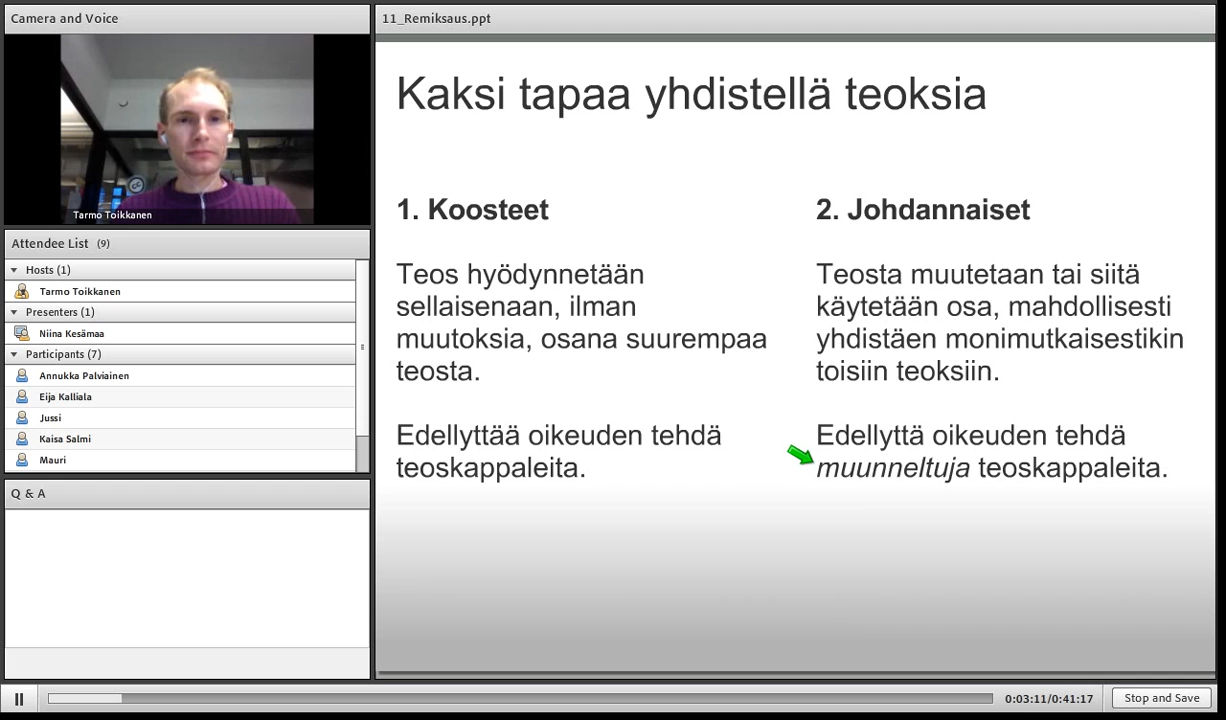 Camera and Voice
Tarmo Toikkanen
Attendee List (9)
Hosts (1)
Tarmo Toikkanen
Presenters (1)
Niina Kesämaa
Participants (7)
Annukka Palviainen
Eija Kalliala
Jussi
Kaisa Salmi
Mauri
Q & A
11_Remiksaus.ppt
Kaksi tapaa yhdistellä teoksia
1. Koosteet
Teos hyödynnetään
sellaisenaan, ilman
muutoksia, osana suurempaa
teosta.
Edellyttää oikeuden tehdä
teoskappaleita.
2. Johdannaiset
Teosta muutetaan tai siitä
käytetään osa, mahdollisesti
yhdistäen monimutkaisestikin
toisiin teoksiin.
Edellyttä oikeuden tehdä
muunneltuja teoskappaleita.
0:03:11/0:41:17
Stop and Save